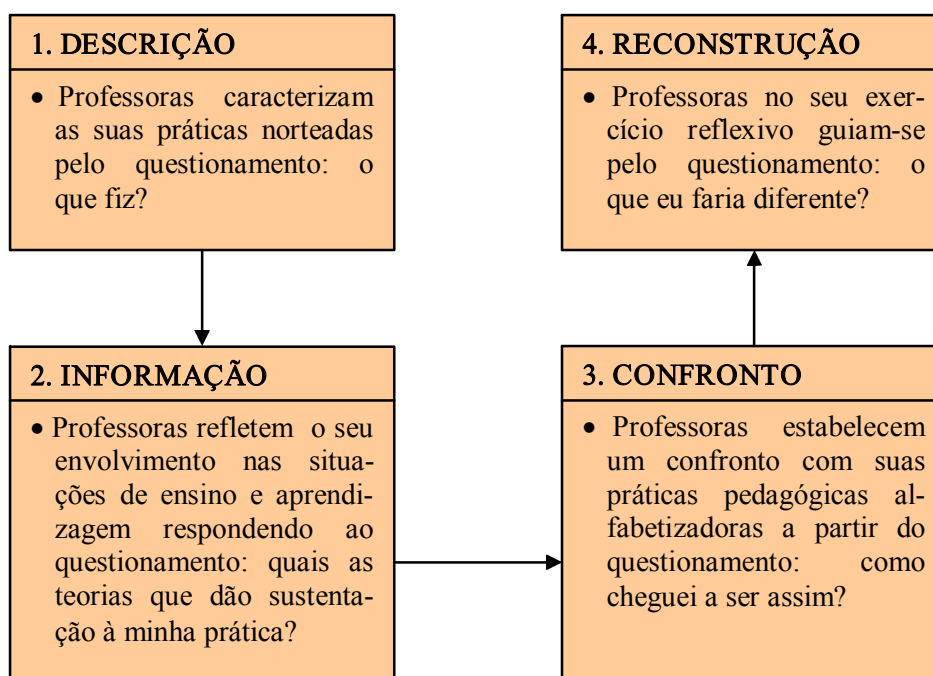 1. DESCRIÇÃO
• Professoras caracterizam
as suas práticas norteadas
pelo questionamento: o
que fiz?
2. INFORMAÇÃO
• Professoras refletem o seu
envolvimento nas situa-
ções de ensino e aprendi-
zagem respondendo ao
questionamento: quais as
teorias que dão sustenta-
ção à minha prática?
3. CONFRONTO
• Professoras estabelecem
um confronto com suas
práticas pedagógicas al-
fabetizadoras a partir do
questionamento: como
cheguei a ser assim?
4. RECONSTRUÇÃO
• Professoras no seu exer-
cício reflexivo guiam-se
pelo questionamento: o
que eu faria diferente?